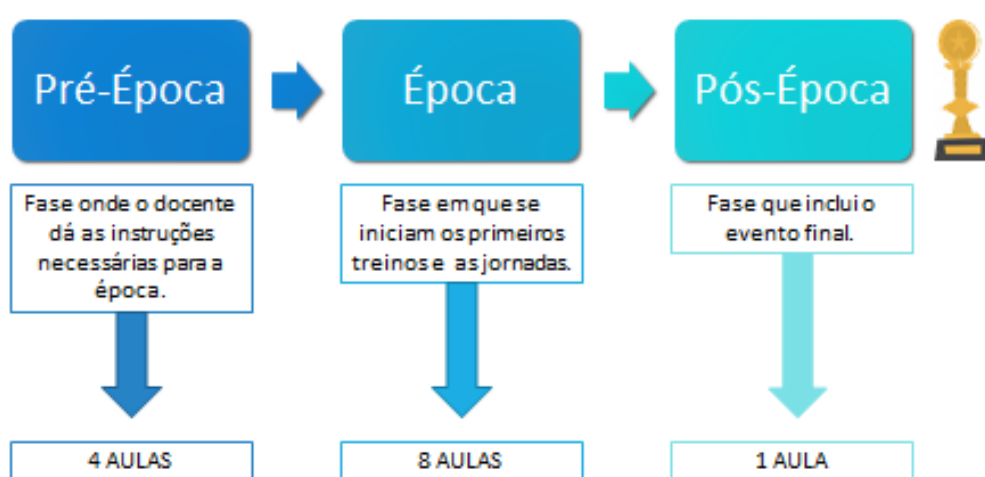 Pré-Época
Época
Pós-Época
Fase onde o docente
dá as instruções
necessárias para a
época.
Fase em que se
iniciam os primeiros
treinos e as jornadas.
Fase que inclui o
evento final.
4 AULAS
8 AULAS
1 AULA